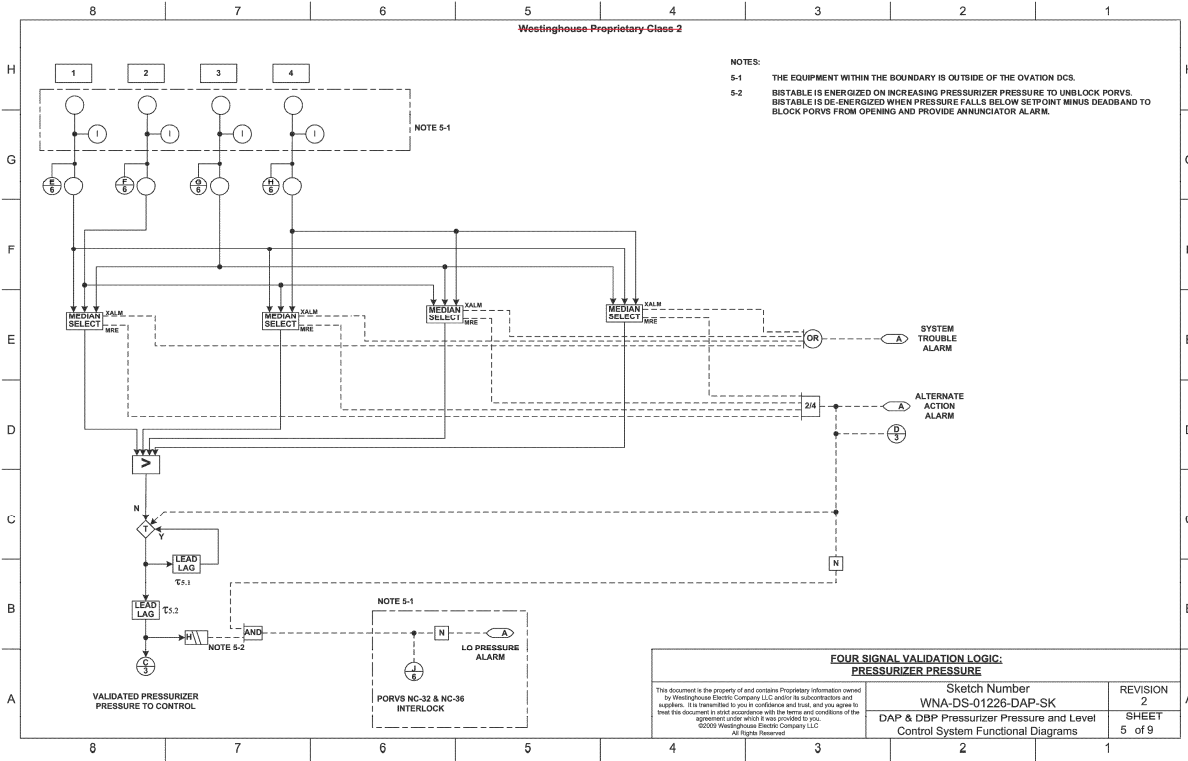 8 7 6 5 4 3 2 1
Westinghouse Proprietary Class 2
H
1 2 3 4
NOTES:
5-1 THE EQUIPMENT WITHIN THE BOUNDARY IS OUTSIDE OF THE OVATION DCS.
5-2 BISTABLE IS ENERGIZED ON INCREASING PRESSURIZER PRESSURE TO UNBLOCK PORVS.
BISTABLE IS DE-ENERGIZED WHEN PRESSURE FALLS BELOW SETPOINT MINUS DEADBAND TO
BLOCK PORVS FROM OPENING AND PROVIDE ANNUNCIATOR ALARM.
I I I I
NOTE 5-1
G
E
6
F
6
G
6
H
6
F
E
MEDIAN
SELECT
XALM
MRE
MEDIAN
SELECT
XALM
MRE
MEDIAN
SELECT
XALM
MRE
MEDIAN
SELECT
XALM
MRE
OR
A
SYSTEM
TROUBLE
ALARM
2/4
A
ALTERNATE
ACTION
ALARM
D
D
3
>
C
N
T
Y
LEAD
LAG
τ5.1
N
B
LEAD
LAG
τ5.2
H
NOTE 5-2
AND
NOTE 5-1
N
A
LO PRESSURE
ALARM
C
3
J
6
A
VALIDATED PRESSURIZER
PRESSURE TO CONTROL
PORVS NC-32 & NC-36
INTERLOCK
FOUR SIGNAL VALIDATION LOGIC:
PRESSURIZER PRESSURE
This document is the property of and contains Proprietary Information owned
by Westinghouse Electric Company LLC and/or its subcontractors and
suppliers. It is transmitted to you in confidence and trust, and you agree to
treat this document in strict accordance with the terms and conditions of the
agreement under which it was provided to you.
©2009 Westinghouse Electric Company LLC
All Rights Reserved
Sketch Number
WNA-DS-01226-DAP-SK
REVISION
2
DAP & DBP Pressurizer Pressure and Level
Control System Functional Diagrams
SHEET
5 of 9
8 7 6 5 4 3 2 1